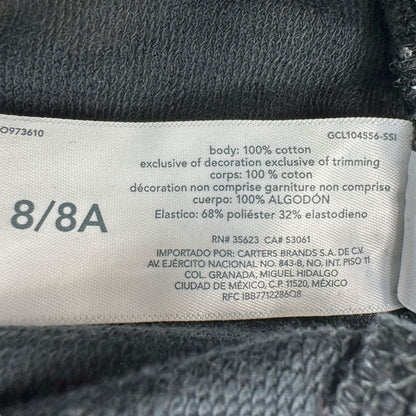 O973610
GCL104556-SSI
8/8A
body: 100% cotton
exclusive of decoration exclusive of trimming
corps: 100 % coton
décoration non comprise garniture non comprise
cuerpo: 100% ALGODÓN
Elastico: 68% poliéster 32% elastodieno
RN# 35623 CA# 53061
IMPORTADO POR: CARTERS BRANDS S.A. DE C.V.
AV. EJÉRCITO NACIONAL NO. 843-B, NO. INT. PISO 11
COL. GRANADA, MIGUEL HIDALGO
CIUDAD DE MÉXICO, C.P. 11520, MÉXICO
RFC IBB7712286Q8